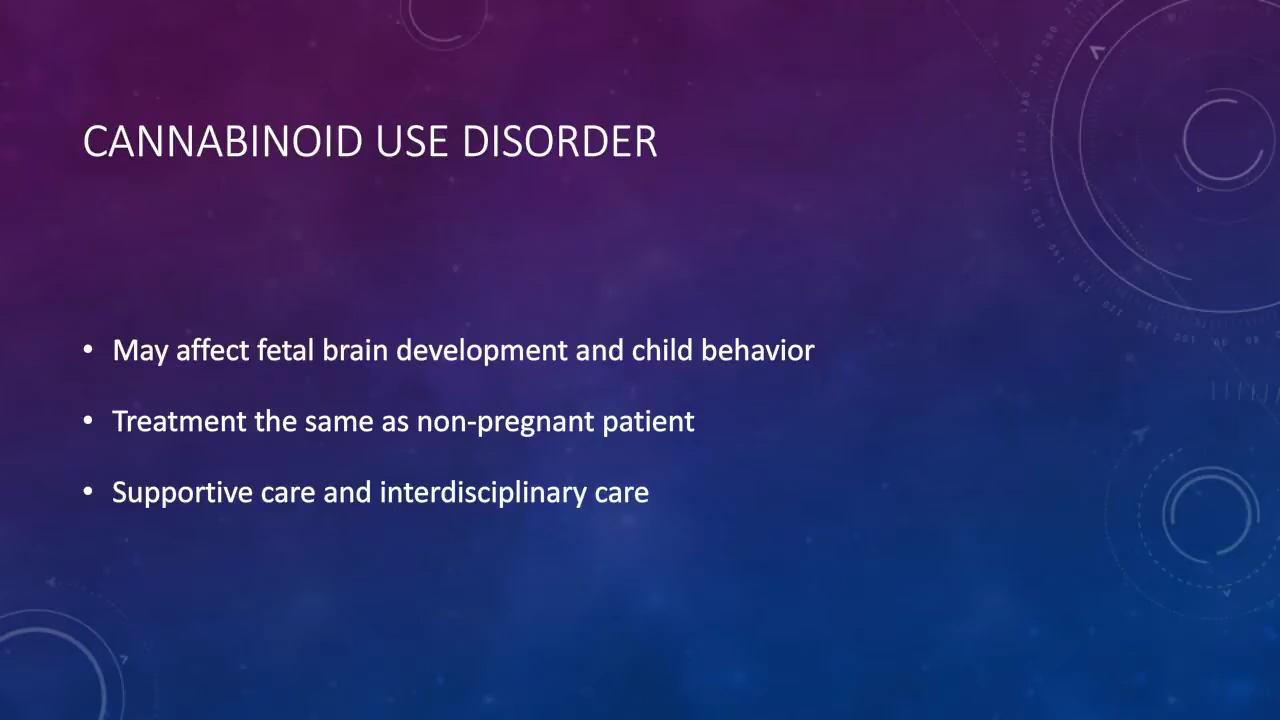 CANNABINOID USE DISORDER
• May affect fetal brain development and child behavior
• Treatment the same as non-pregnant patient
• Supportive care and interdisciplinary care